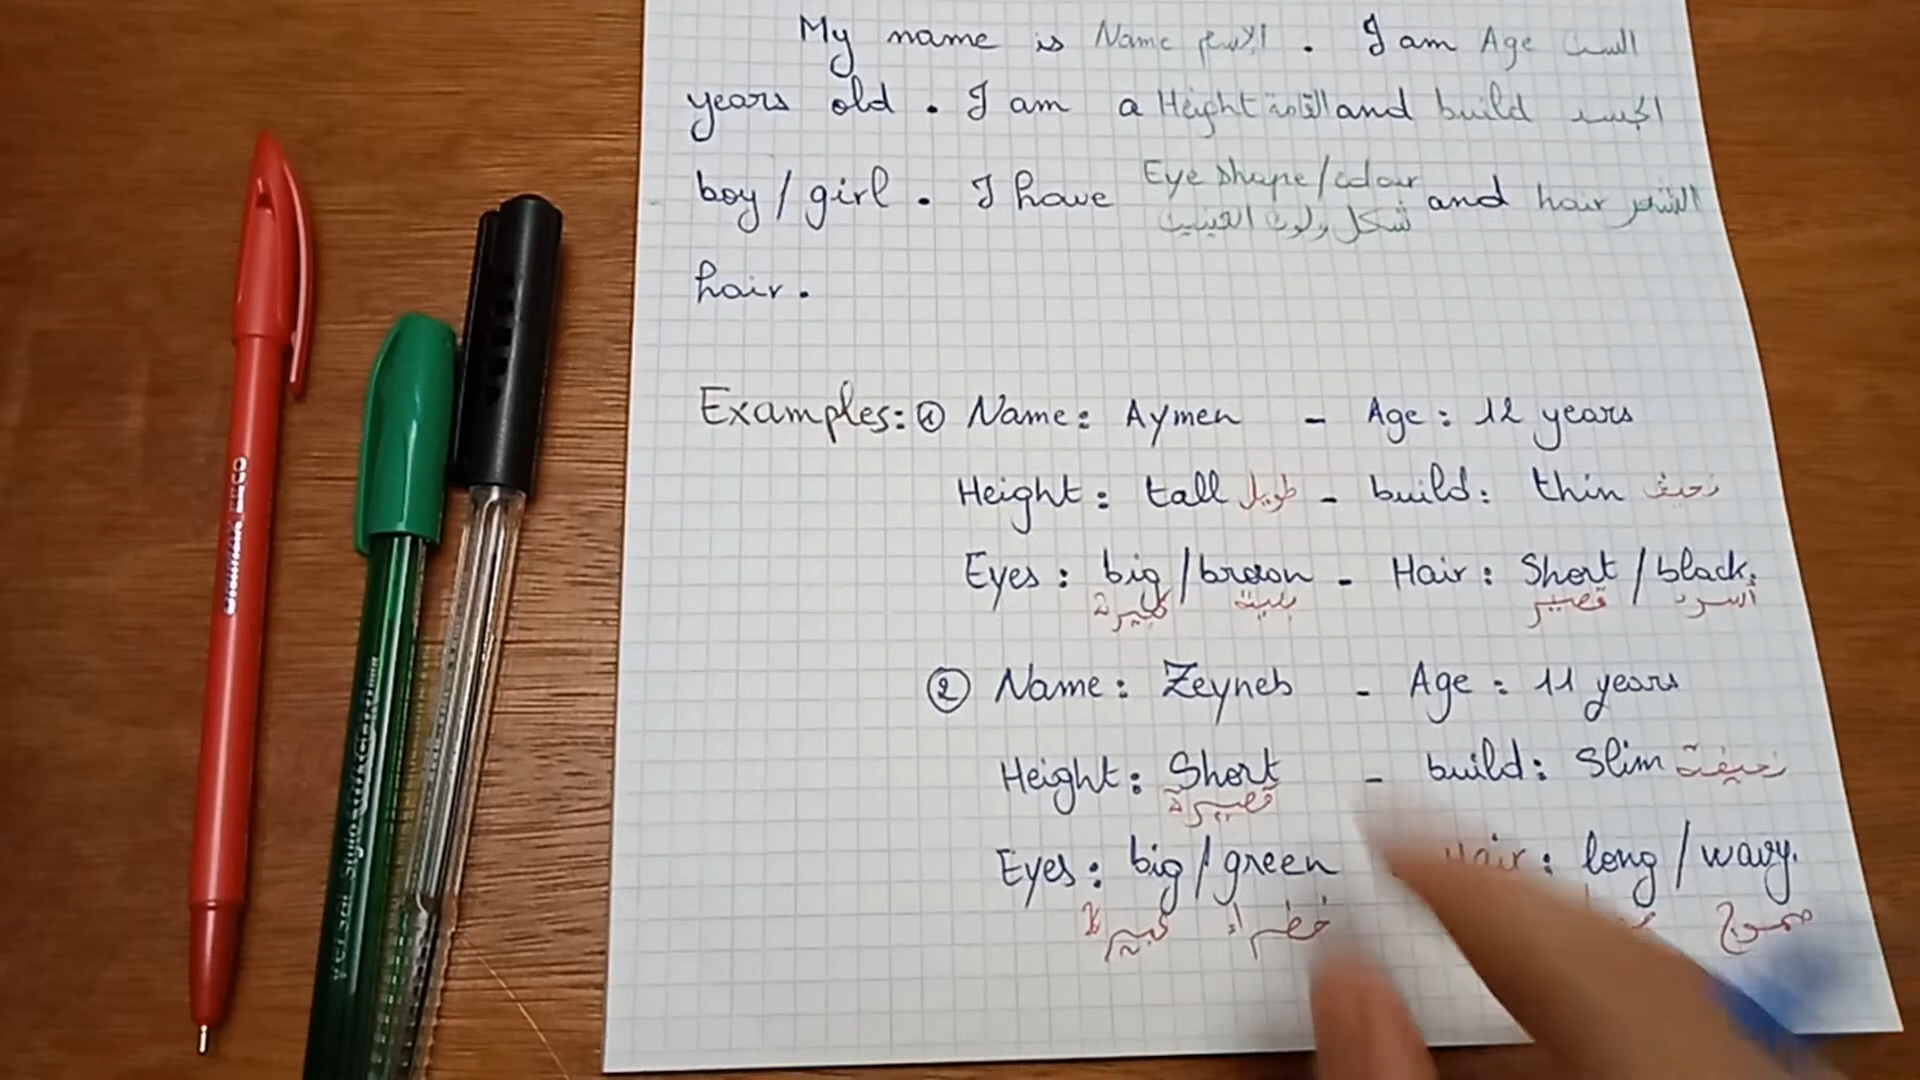 My name is Name الاسم . I am Age السن
years old . I am a Height القامة and build الجسد
boy / girl . I have Eye shape/colour and hair الشعر
شكل ولون العينين
hair .
Examples: ① Name : Aymen - Age : 12 years
Height : tall طويل - build : thin نحيف
Eyes : big / brown - Hair : Short / black.
كبيرة بنية قصير أسود
② Name : Zeyneb - Age : 11 years
Height : Short - build : Slim نحيفة
قصيرة
Eyes : big / green Hair : long / wavy.
كبيرة خضراء مموج
CECO
versal stylo